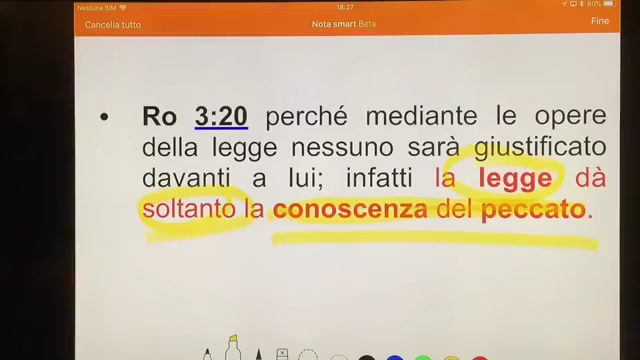 Nessuna SIM
18:27
80%
Cancella tutto
Nota smart Beta
Fine
• Ro 3:20 perché mediante le opere
della legge nessuno sarà giustificato
davanti a lui; infatti la legge dà
soltanto la conoscenza del peccato.